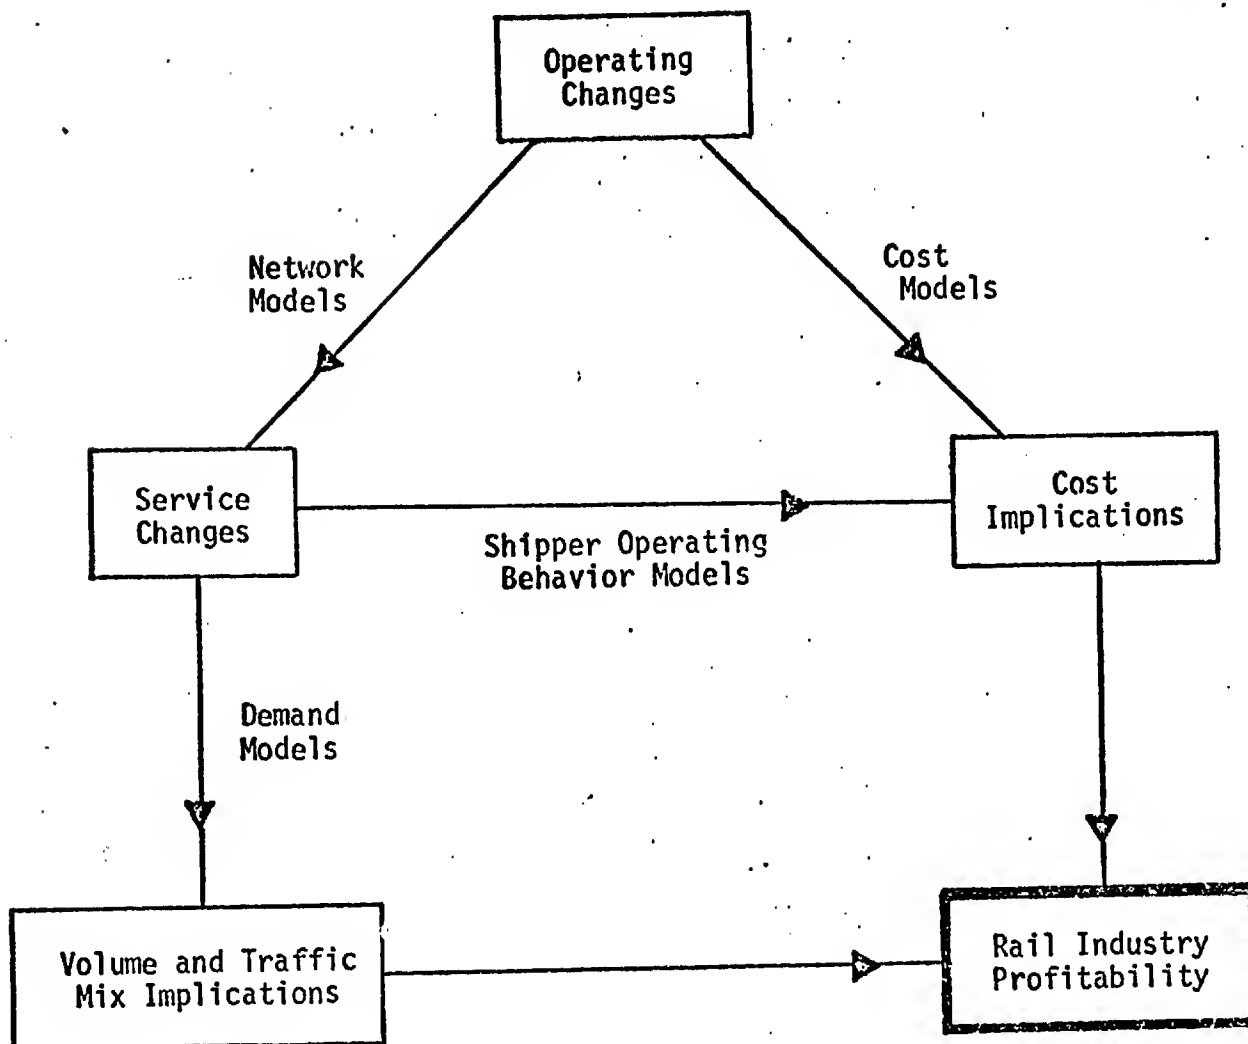 Operating
Changes
Network
Models
Cost
Models
Service
Changes
Cost
Implications
Shipper Operating
Behavior Models
Demand
Models
Volume and Traffic
Mix Implications
Rail Industry
Profitability